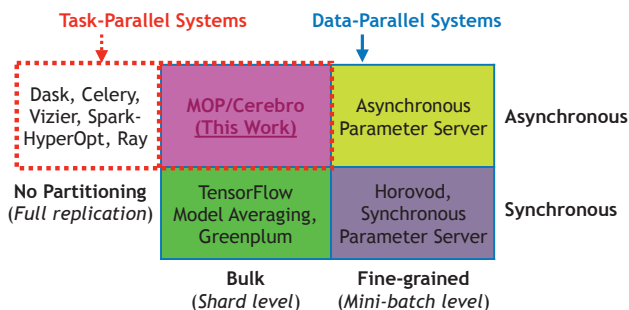 Task-Parallel Systems
Data-Parallel Systems
Dask, Celery,
Vizier, Spark-
HyperOpt, Ray
MOP/Cerebro
(This Work)
Asynchronous
Parameter Server
Asynchronous
No Partitioning
(Full replication)
TensorFlow
Model Averaging,
Greenplum
Horovod,
Synchronous
Parameter Server
Synchronous
Bulk
(Shard level)
Fine-grained
(Mini-batch level)